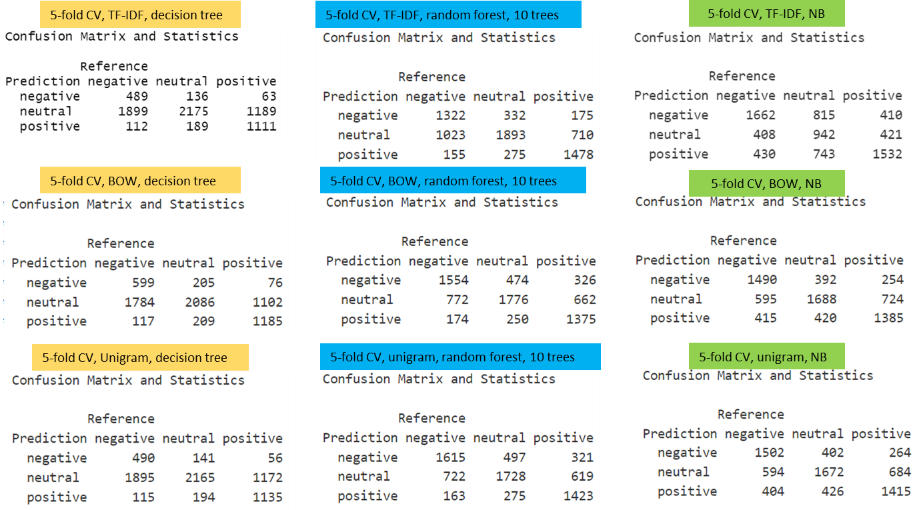 5-fold CV, TF-IDF, decision tree
Confusion Matrix and Statistics
Reference
Prediction negative neutral positive
negative 489 136 63
neutral 1899 2175 1189
positive 112 189 1111
5-fold CV, TF-IDF, random forest, 10 trees
Confusion Matrix and Statistics
Reference
Prediction negative neutral positive
negative 1322 332 175
neutral 1023 1893 710
positive 155 275 1478
5-fold CV, TF-IDF, NB
Confusion Matrix and Statistics
Reference
Prediction negative neutral positive
negative 1662 815 410
neutral 408 942 421
positive 430 743 1532
5-fold CV, BOW, decision tree
Confusion Matrix and Statistics
Reference
Prediction negative neutral positive
negative 599 205 76
neutral 1784 2086 1102
positive 117 209 1185
5-fold CV, BOW, random forest, 10 trees
Confusion Matrix and Statistics
Reference
Prediction negative neutral positive
negative 1554 474 326
neutral 772 1776 662
positive 174 250 1375
5-fold CV, BOW, NB
Confusion Matrix and Statistics
Reference
Prediction negative neutral positive
negative 1490 392 254
neutral 595 1688 724
positive 415 420 1385
5-fold CV, Unigram, decision tree
Confusion Matrix and Statistics
Reference
Prediction negative neutral positive
negative 490 141 56
neutral 1895 2165 1172
positive 115 194 1135
5-fold CV, unigram, random forest, 10 trees
Confusion Matrix and Statistics
Reference
Prediction negative neutral positive
negative 1615 497 321
neutral 722 1728 619
positive 163 275 1423
5-fold CV, unigram, NB
Confusion Matrix and Statistics
Reference
Prediction negative neutral positive
negative 1502 402 264
neutral 594 1672 684
positive 404 426 1415